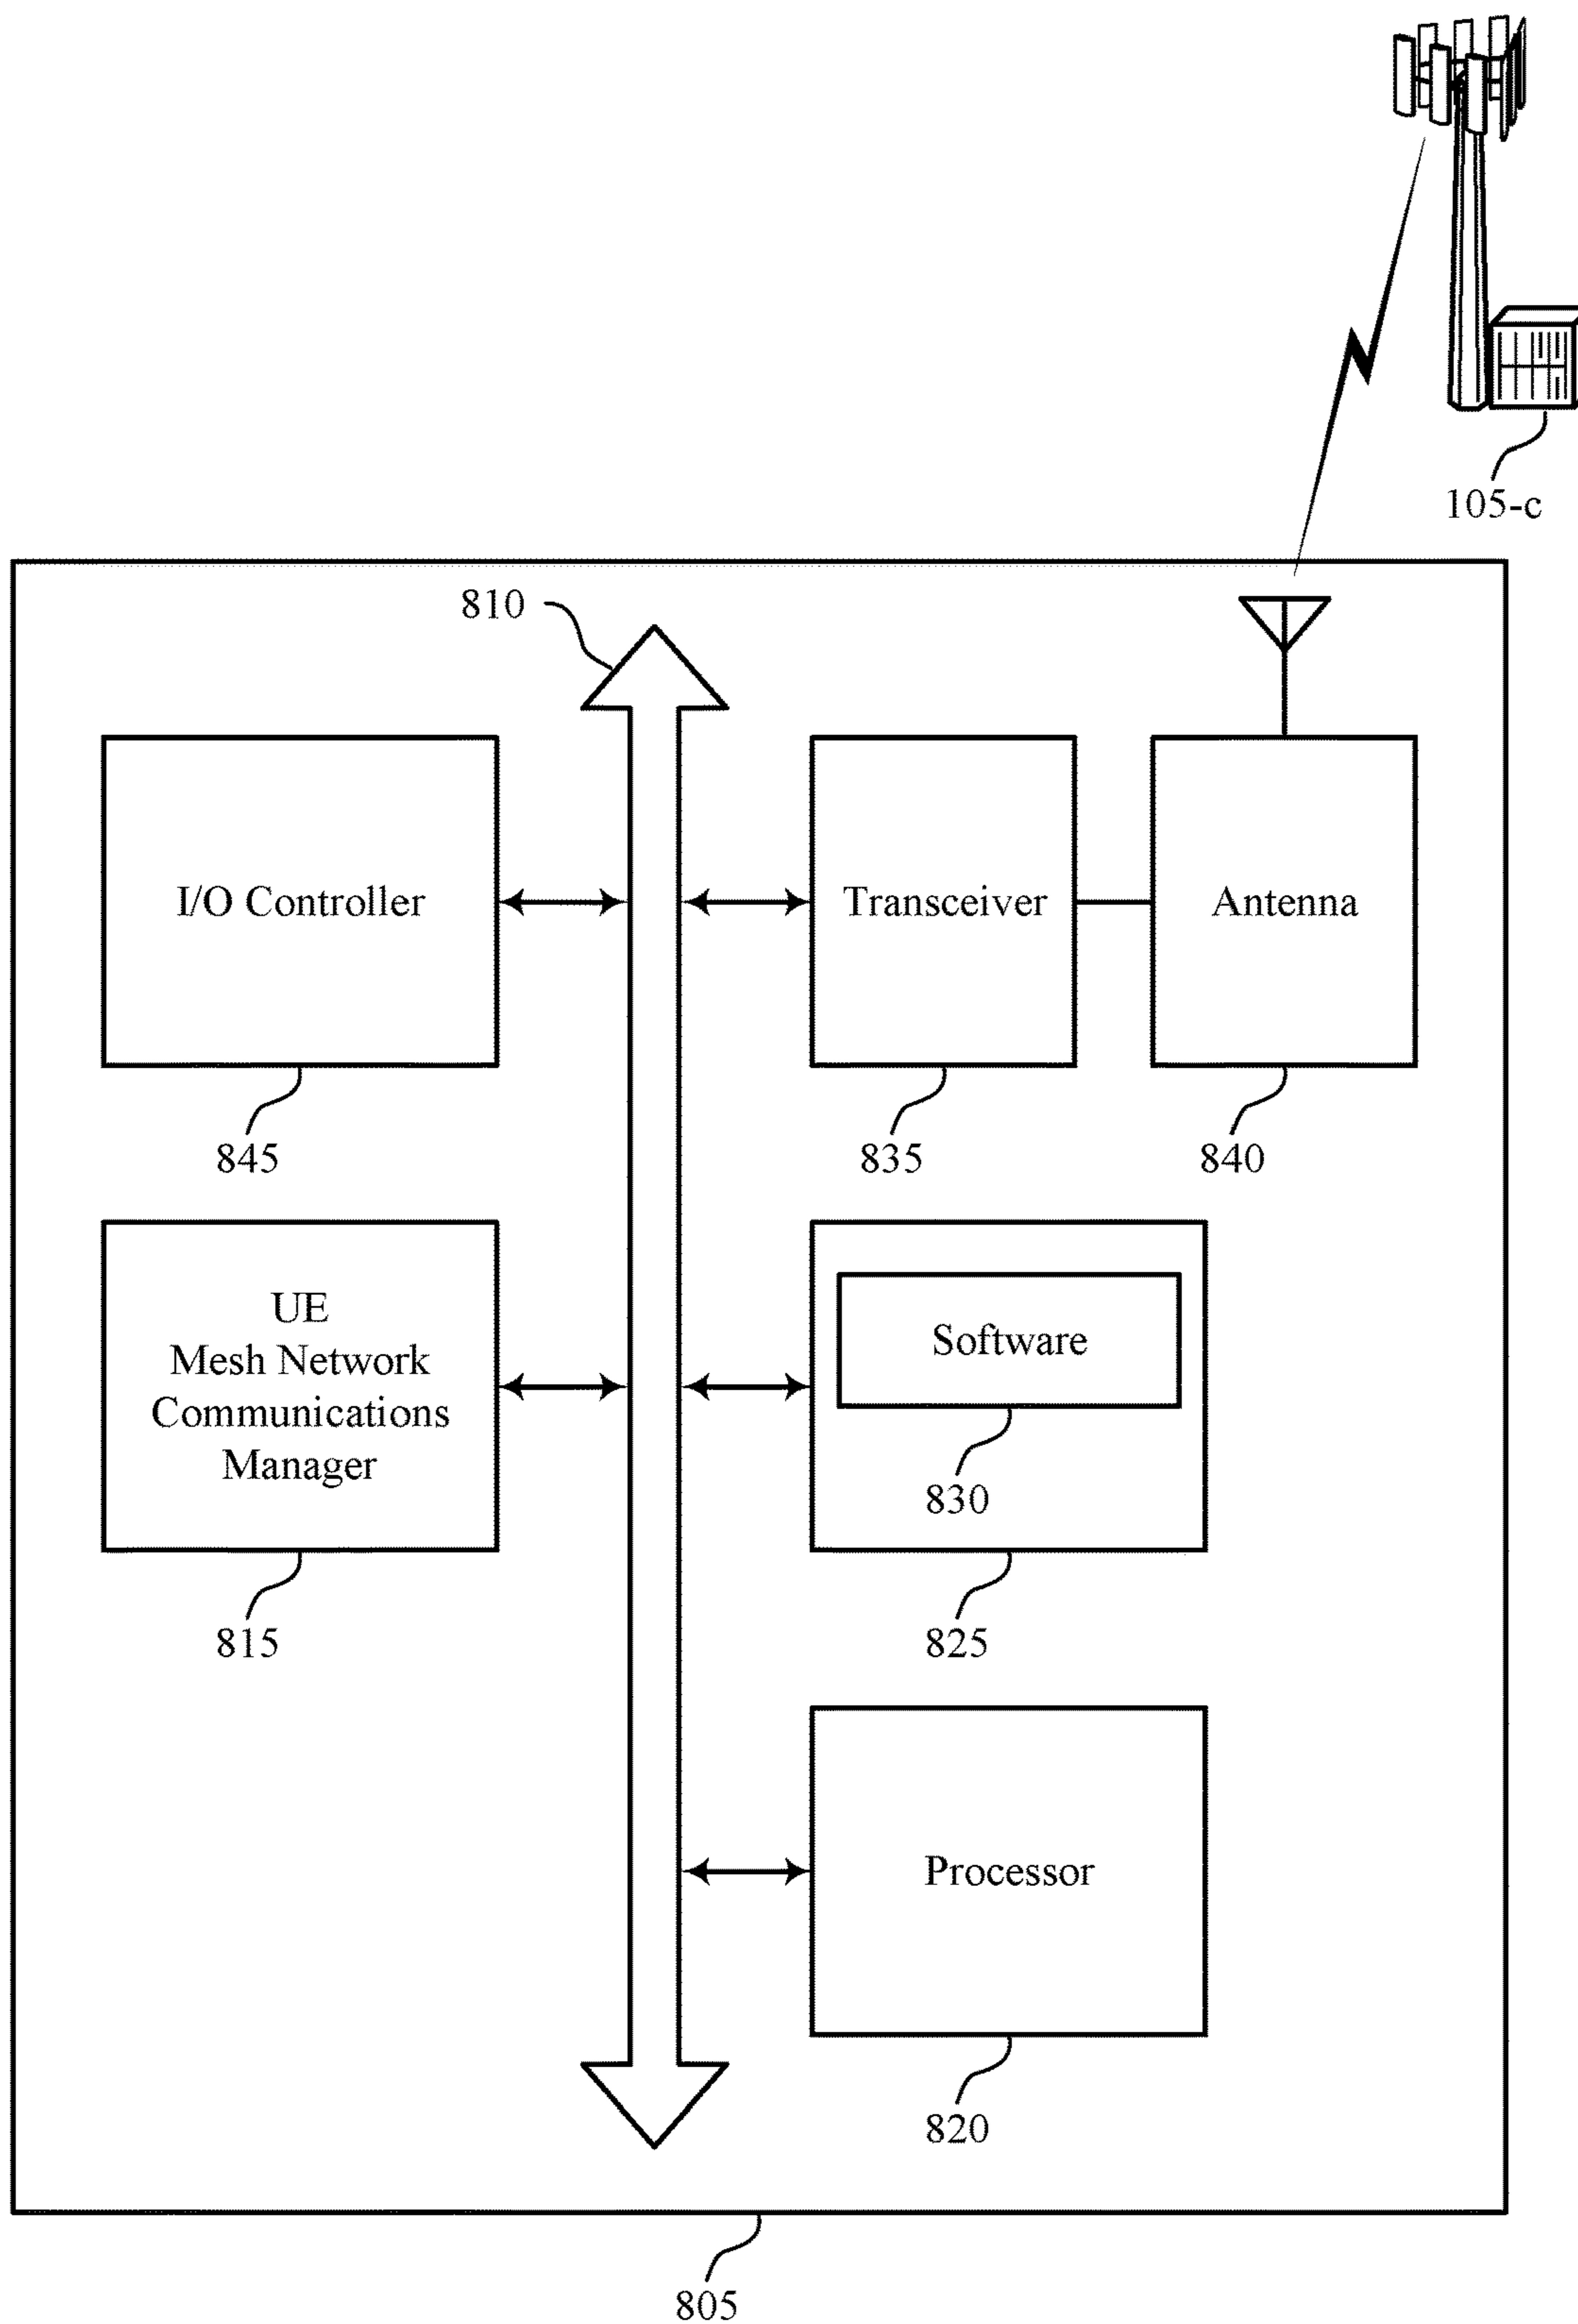 105-c
810
I/O Controller
Transceiver
Antenna
845
835
840
UE
Mesh Network
Communications
Manager
Software
830
815
825
Processor
820
805